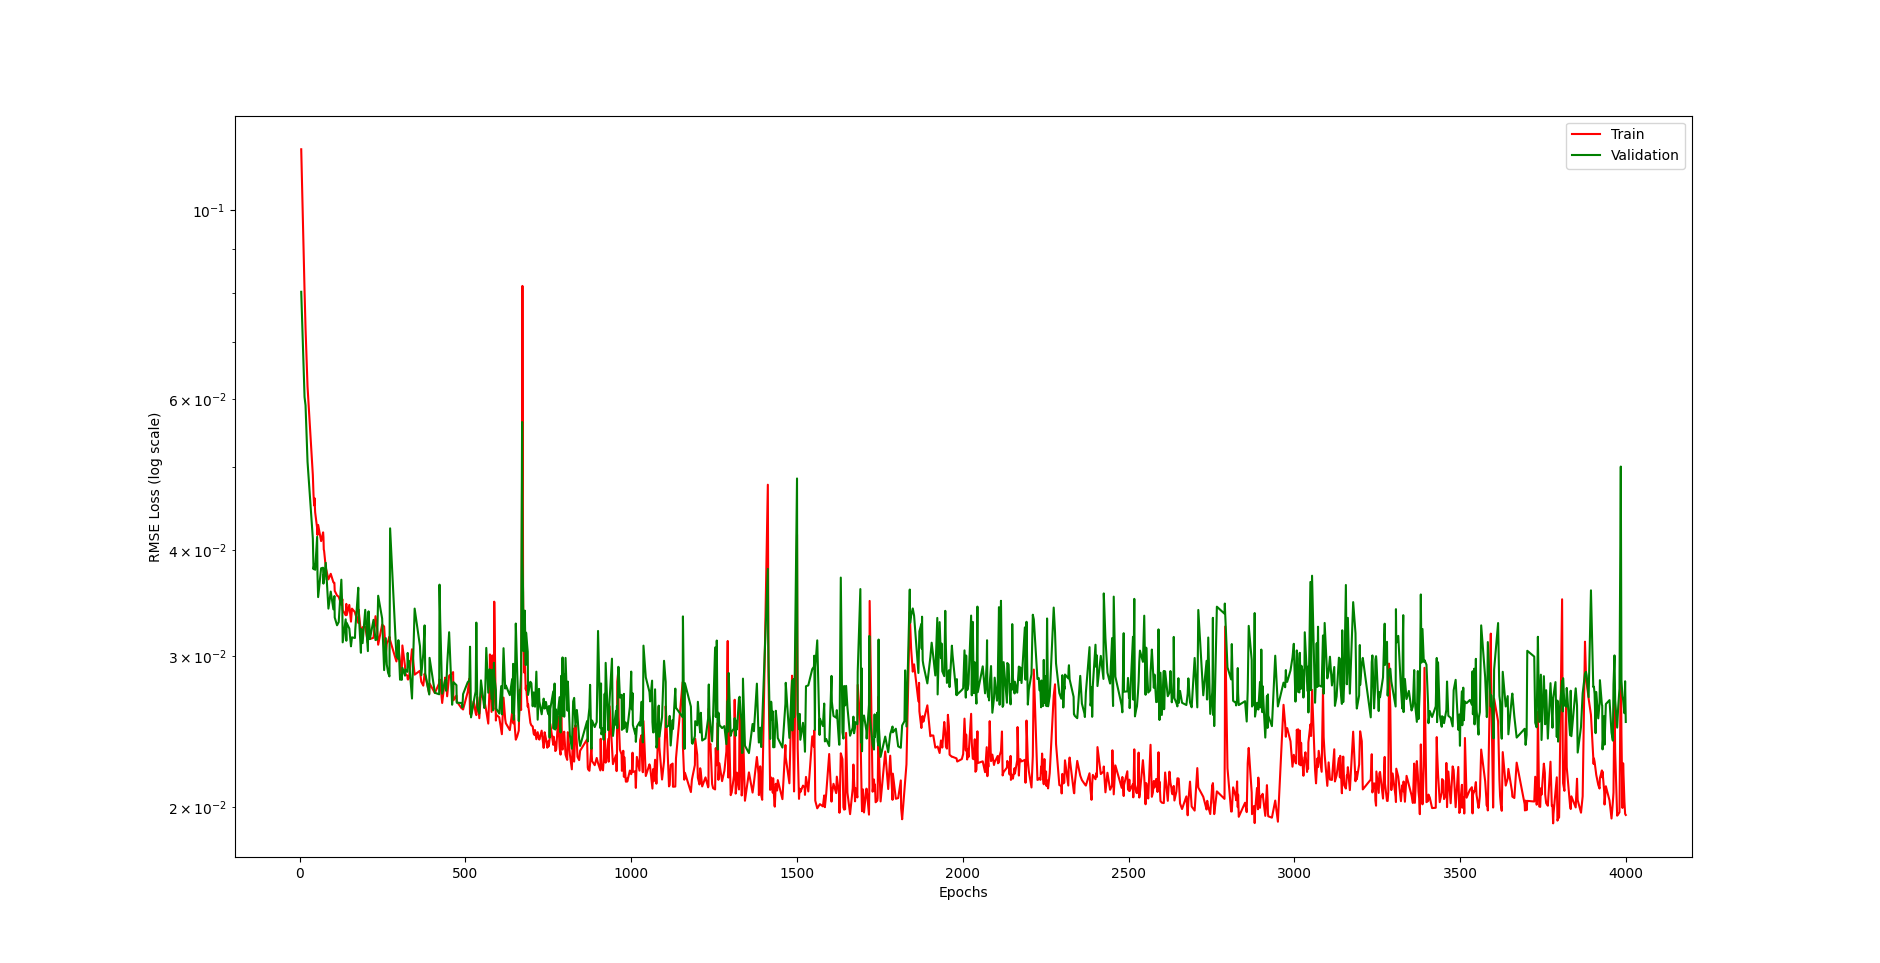 Train
Validation
10⁻¹
6 × 10⁻²
4 × 10⁻²
3 × 10⁻²
2 × 10⁻²
RMSE Loss (log scale)
0 500 1000 1500 2000 2500 3000 3500 4000
Epochs